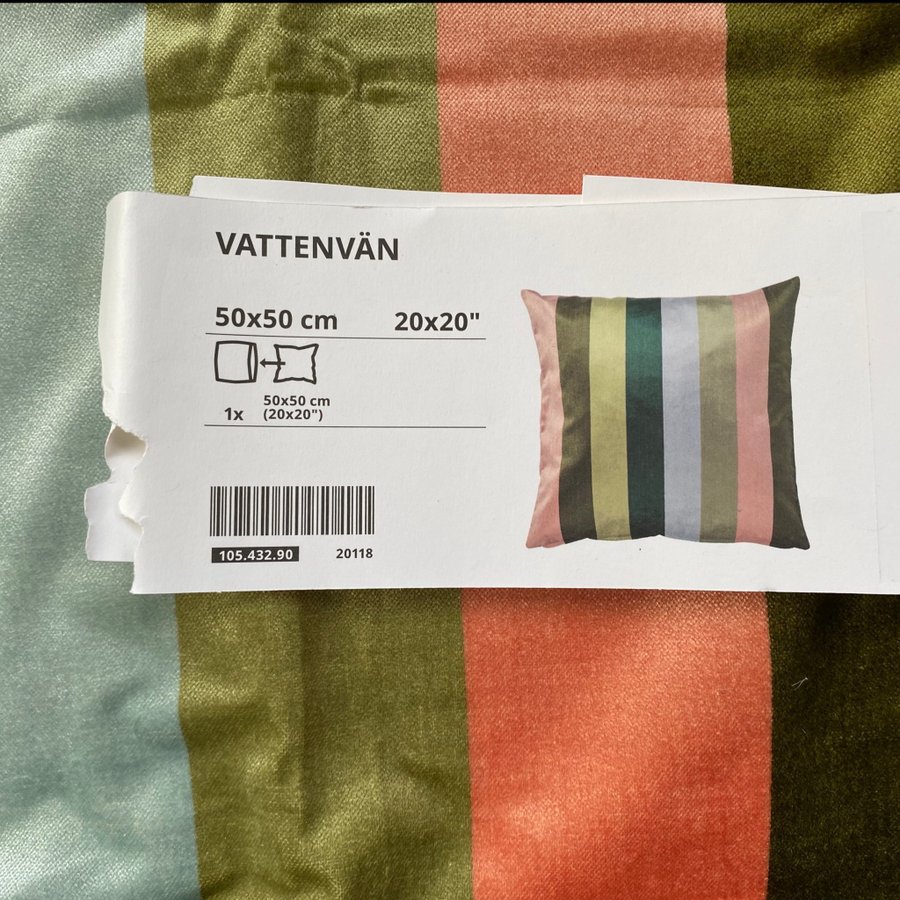 VATTENVÄN
50x50 cm 20x20"
1x 50x50 cm
(20x20")
105.432.90 20118